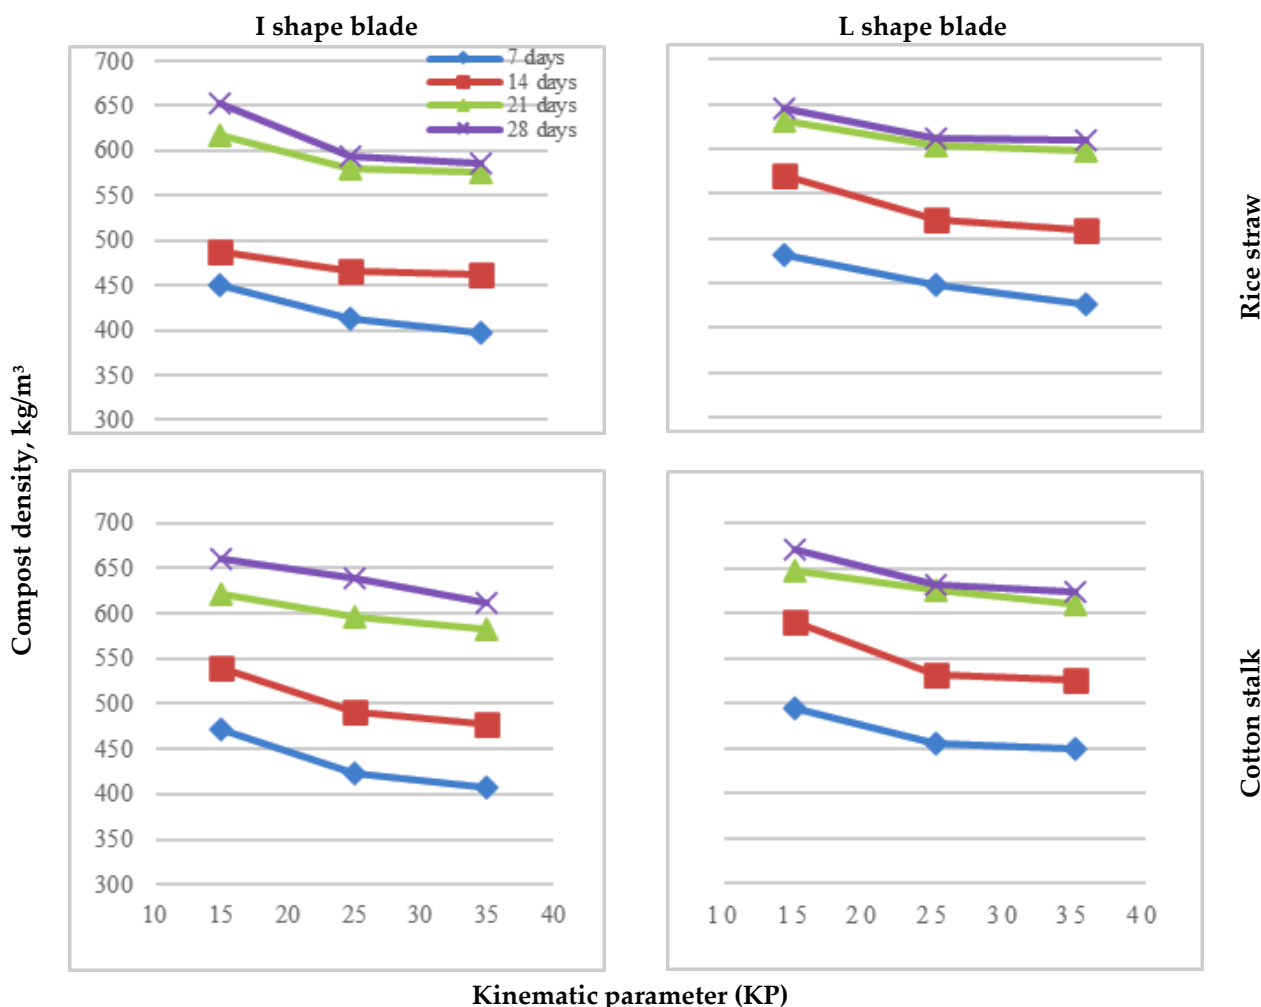 I shape blade
L shape blade
700
650
600
550
500
450
400
350
300
7 days
14 days
21 days
28 days
Rice straw
Compost density, kg/m³
700
650
600
550
500
450
400
350
300
10 15 20 25 30 35 40
10 15 20 25 30 35 40
Cotton stalk
Kinematic parameter (KP)